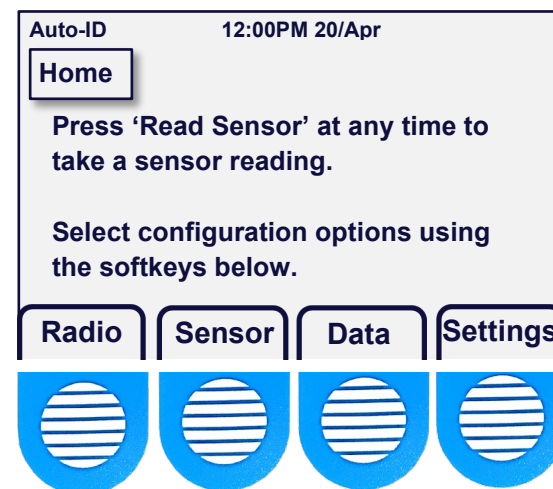 Auto-ID 12:00PM 20/Apr
Home
Press ‘Read Sensor’ at any time to
take a sensor reading.
Select configuration options using
the softkeys below.
Radio Sensor Data Settings